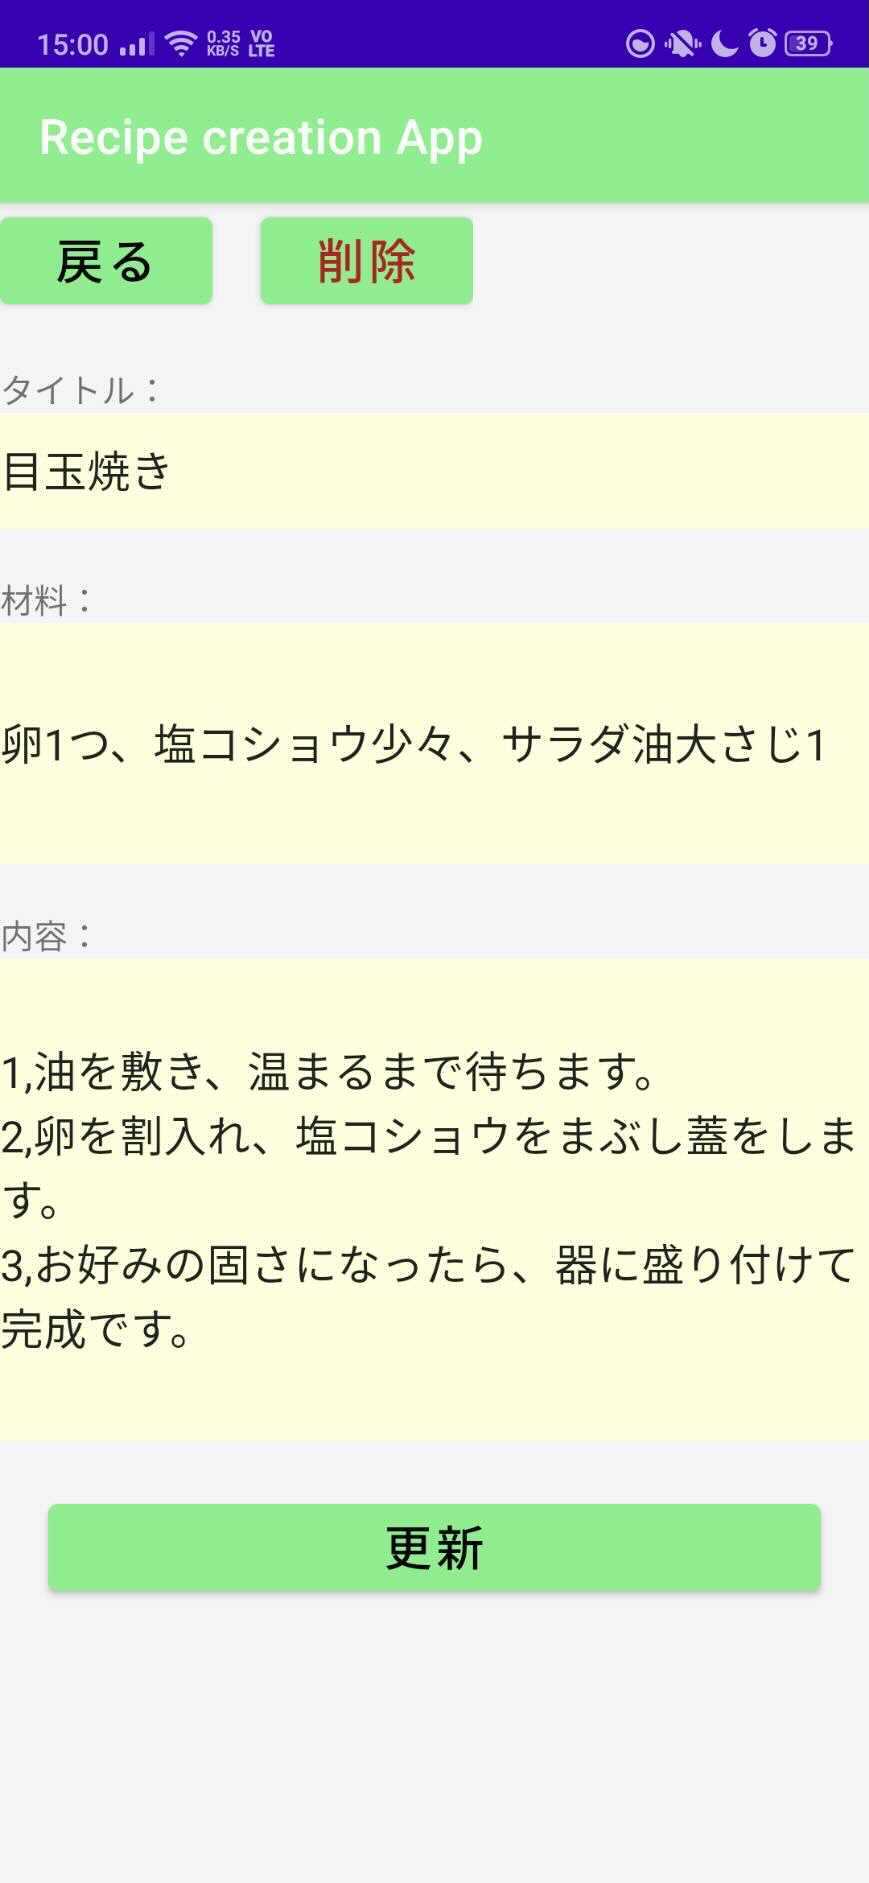 15:00 0.35 KB/S VO LTE 39
Recipe creation App
戻る 削除
タイトル：
目玉焼き
材料：
卵1つ、塩コショウ少々、サラダ油大さじ1
内容：
1,油を敷き、温まるまで待ちます。
2,卵を割入れ、塩コショウをまぶし蓋をしま
す。
3,お好みの固さになったら、器に盛り付けて
完成です。
更新